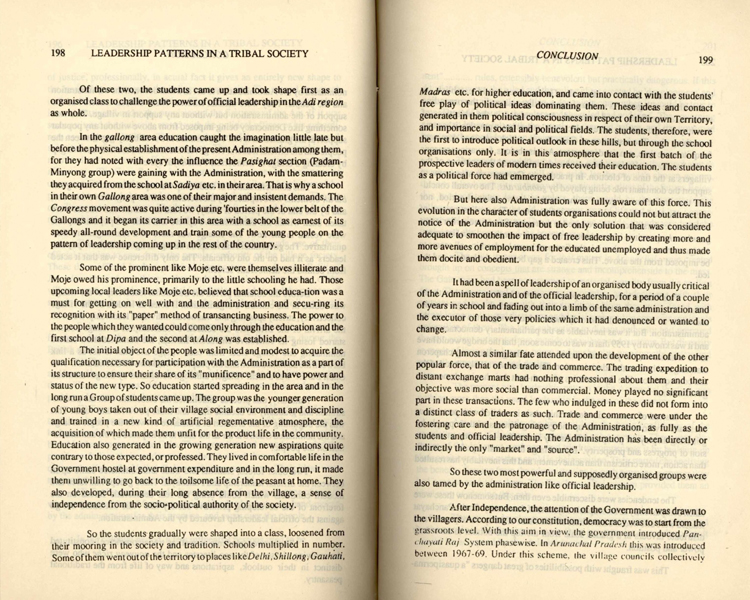 198 LEADERSHIP PATTERNS IN A TRIBAL SOCIETY
Of these two, the students came up and took shape first as an
organised class to challenge the power of official leadership in the Adi region
as whole.
In the gallong area education caught the imagination little late but
before the physical establishment of the present Administration among them,
for they had noted with every the influence the Pasighat section (Padam-
Minyong group) were gaining with the Administration, with the smattering
they acquired from the school at Sadiya etc. in their area. That is why a school
in their own Gallong area was one of their major and insistent demands. The
Congress movement was quite active during 'fourties in the lower belt of the
Gallongs and it began its carrier in this area with a school as earnest of its
speedy all-round development and train some of the young people on the
pattern of leadership coming up in the rest of the country.
Some of the prominent like Moje etc. were themselves illiterate and
Moje owed his prominence, primarily to the little schooling he had. Those
upcoming local leaders like Moje etc. believed that school educa-tion was a
must for getting on well with and the administration and secu-ring its
recognition with its "paper" method of transancting business. The power to
the people which they wanted could come only through the education and the
first school at Dipa and the second at Along was established.
The initial object of the people was limited and modest to acquire the
qualification necessary for participation with the Administration as a part of
its structure to ensure their share of its "munificence" and to have power and
status of the new type. So education started spreading in the area and in the
long run a Group of students came up. The group was the younger generation
of young boys taken out of their village social environment and discipline
and trained in a new kind of artificial regementative atmosphere, the
acquisition of which made them unfit for the product life in the community.
Education also generated in the growing generation new aspirations quite
contrary to those expected, or professed. They lived in comfortable life in the
Government hostel at government expenditure and in the long run, it made
them unwilling to go back to the toilsome life of the peasant at home. They
also developed, during their long absence from the village, a sense of
independence from the socio-political authority of the society.
So the students gradually were shaped into a class, loosened from
their mooring in the society and tradition. Schools multiplied in number.
Some of them went out of the territory to places like Delhi, Shillong, Gauhati,
CONCLUSION 199
Madras etc. for higher education, and came into contact with the students'
free play of political ideas dominating them. These ideas and contact
generated in them political consciousness in respect of their own Territory,
and importance in social and political fields. The students, therefore, were
the first to introduce political outlook in these hills, but through the school
organisations only. It is in this atmosphere that the first batch of the
prospective leaders of modern times received their education. The students
as a political force had emmerged.
But here also Administration was fully aware of this force. This
evolution in the character of students organisations could not but attract the
notice of the Administration but the only solution that was considered
adequate to smoothen the impact of free leadership by creating more and
more avenues of employment for the educated unemployed and thus made
them docite and obedient.
It had been a spell of leadership of an organised body usually critical
of the Administration and of the official leadership, for a period of a couple
of years in school and fading out into a limb of the same administration and
the executor of those very policies which it had denounced or wanted to
change.
Almost a similar fate attended upon the development of the other
popular force, that of the trade and commerce. The trading expedition to
distant exchange marts had nothing professional about them and their
objective was more social than commercial. Money played no significant
part in these transactions. The few who indulged in these did not form into
a distinct class of traders as such. Trade and commerce were under the
fostering care and the patronage of the Administration, as fully as the
students and official leadership. The Administration has been directly or
indirectly the only "market" and "source".
So these two most powerful and supposedly organised groups were
also tamed by the administration like official leadership.
After Independence, the attention of the Government was drawn to
the villagers. According to our constitution, democracy was to start from the
grassroots level. With this aim in view, the government introduced Pan-
chayati Raj System phasewise. In Arunachal Pradesh this was introduced
between 1967-69. Under this scheme, the village councils collectively